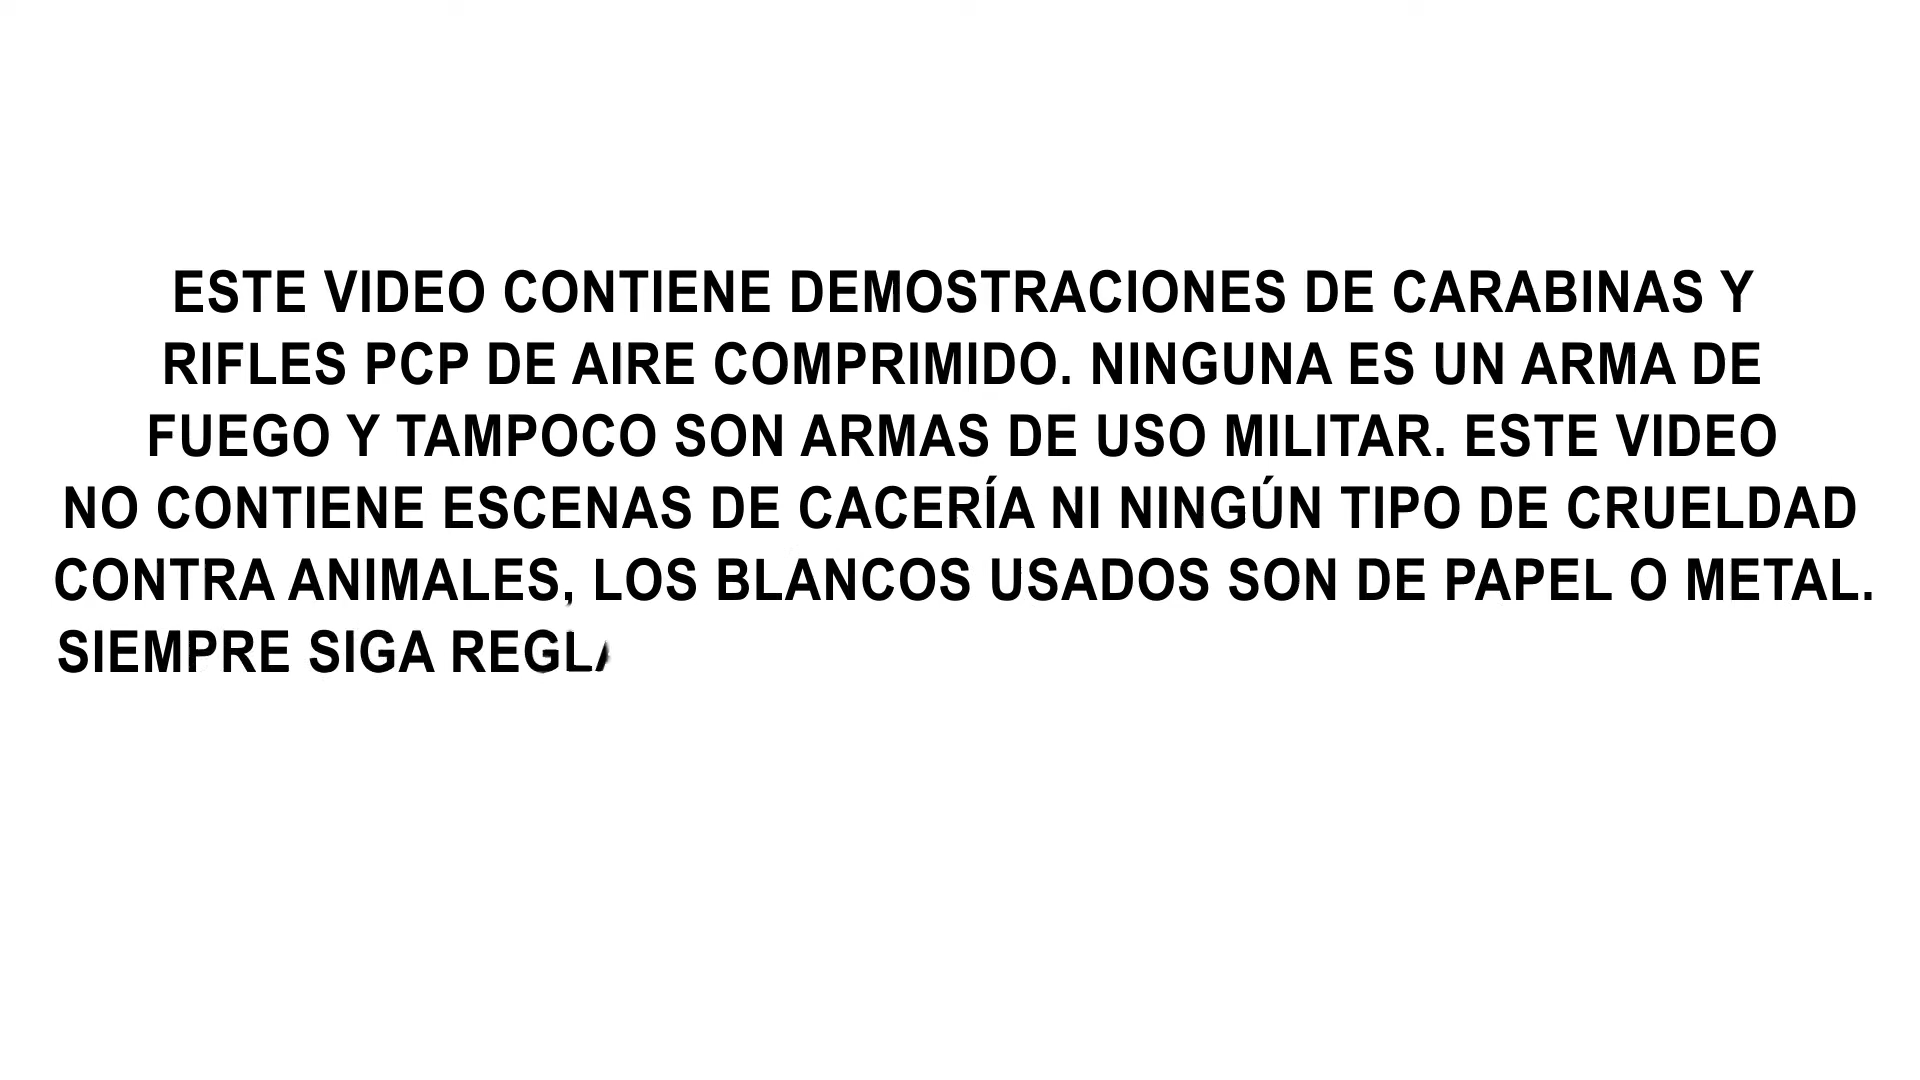 ESTE VIDEO CONTIENE DEMOSTRACIONES DE CARABINAS Y
RIFLES PCP DE AIRE COMPRIMIDO. NINGUNA ES UN ARMA DE
FUEGO Y TAMPOCO SON ARMAS DE USO MILITAR. ESTE VIDEO
NO CONTIENE ESCENAS DE CACERÍA NI NINGÚN TIPO DE CRUELDAD
CONTRA ANIMALES, LOS BLANCOS USADOS SON DE PAPEL O METAL.
SIEMPRE SIGA